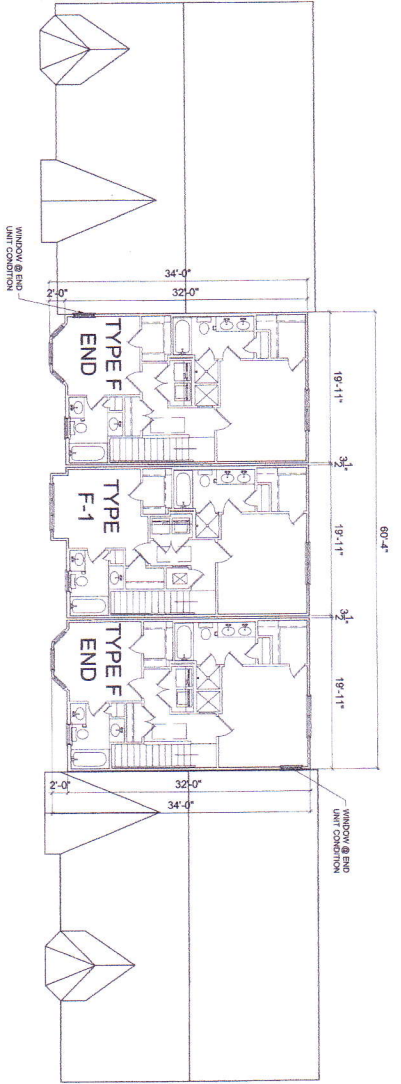 60'-4"
19'-11"
3½"
19'-11"
3½"
19'-11"
34'-0"
32'-0"
2'-0"
WINDOW @ END
UNIT CONDITION
TYPE F
END
TYPE
F-1
TYPE F
END
2'-0"
32'-0"
34'-0"
WINDOW @ END
UNIT CONDITION